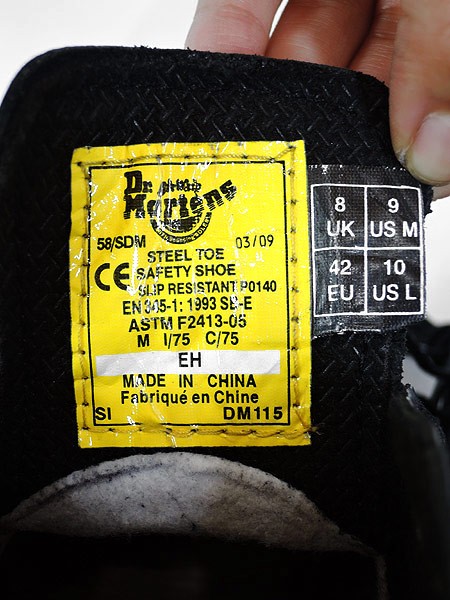 Dr.
Martens
58/SDM 03/09
STEEL TOE
CE SAFETY SHOE
SLIP RESISTANT P0140
EN 345-1: 1993 SB-E
ASTM F2413-05
M I/75 C/75
EH
MADE IN CHINA
Fabriqué en Chine
SI DM115
8 UK
9 US M
42 EU
10 US L